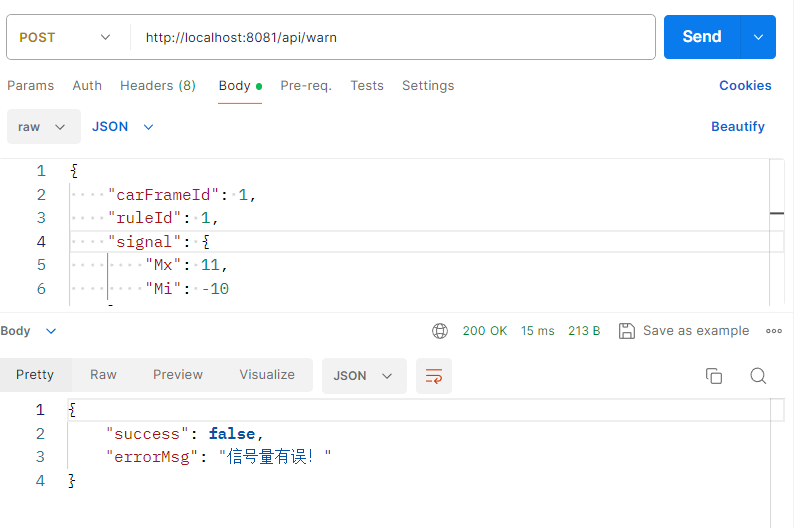 POST http://localhost:8081/api/warn Send
Params Auth Headers (8) Body Pre-req. Tests Settings Cookies
raw JSON Beautify
1 {
2 "carFrameId": 1,
3 "ruleId": 1,
4 "signal": {
5 "Mx": 11,
6 "Mi": -10
Body 200 OK 15 ms 213 B Save as example
Pretty Raw Preview Visualize JSON
1 {
2 "success": false,
3 "errorMsg": "信号量有误！"
4 }